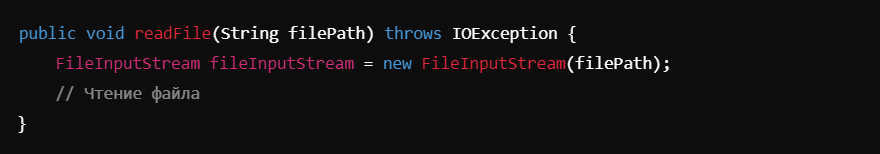 public void readFile(String filePath) throws IOException {
    FileInputStream fileInputStream = new FileInputStream(filePath);
    // Чтение файла
}